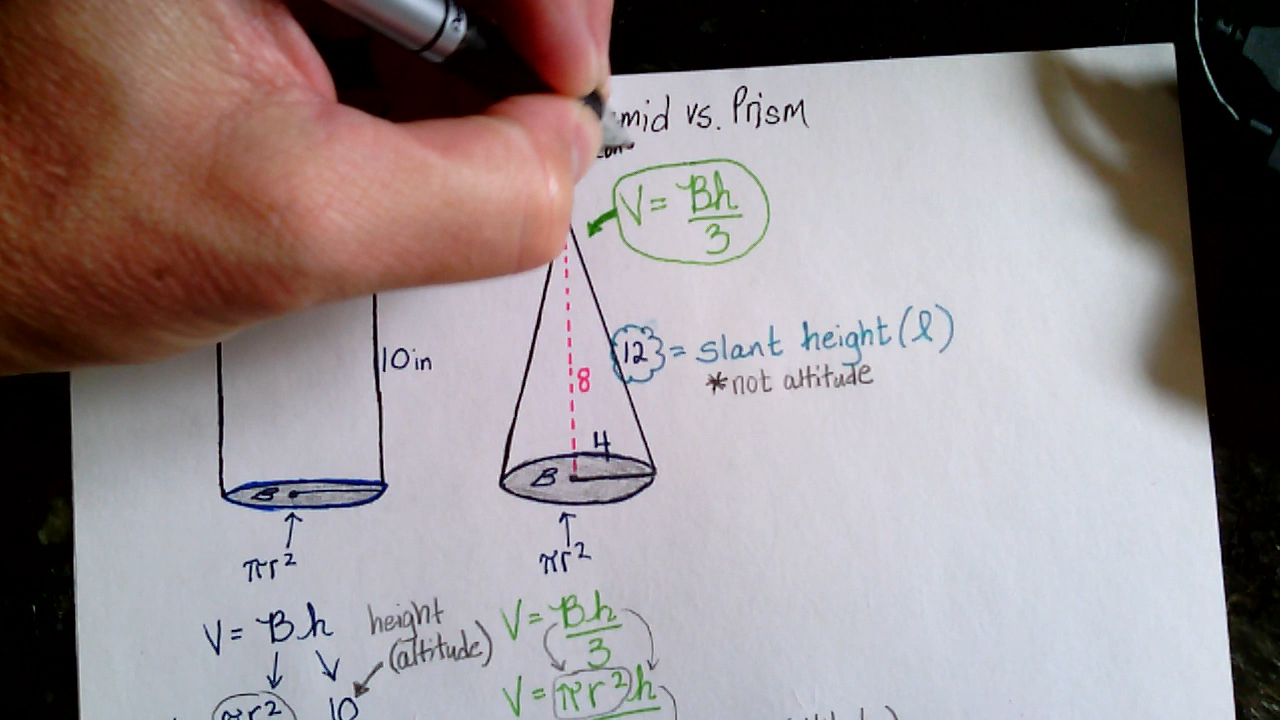 vs. Prism
V = Bh/3
10in
12 = slant height (l)
*not altitude
8
4
B
B
πr²
πr²
V = Bh
height
(altitude)
10
πr²
V = Bh/3
V = πr²h